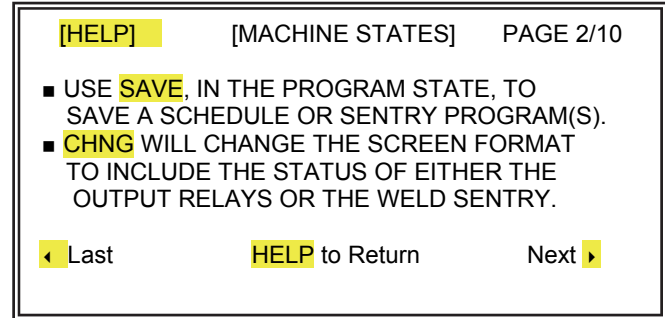 [HELP] [MACHINE STATES] PAGE 2/10
■ USE SAVE, IN THE PROGRAM STATE, TO
SAVE A SCHEDULE OR SENTRY PROGRAM(S).
■ CHNG WILL CHANGE THE SCREEN FORMAT
TO INCLUDE THE STATUS OF EITHER THE
OUTPUT RELAYS OR THE WELD SENTRY.
◂ Last HELP to Return Next ▸